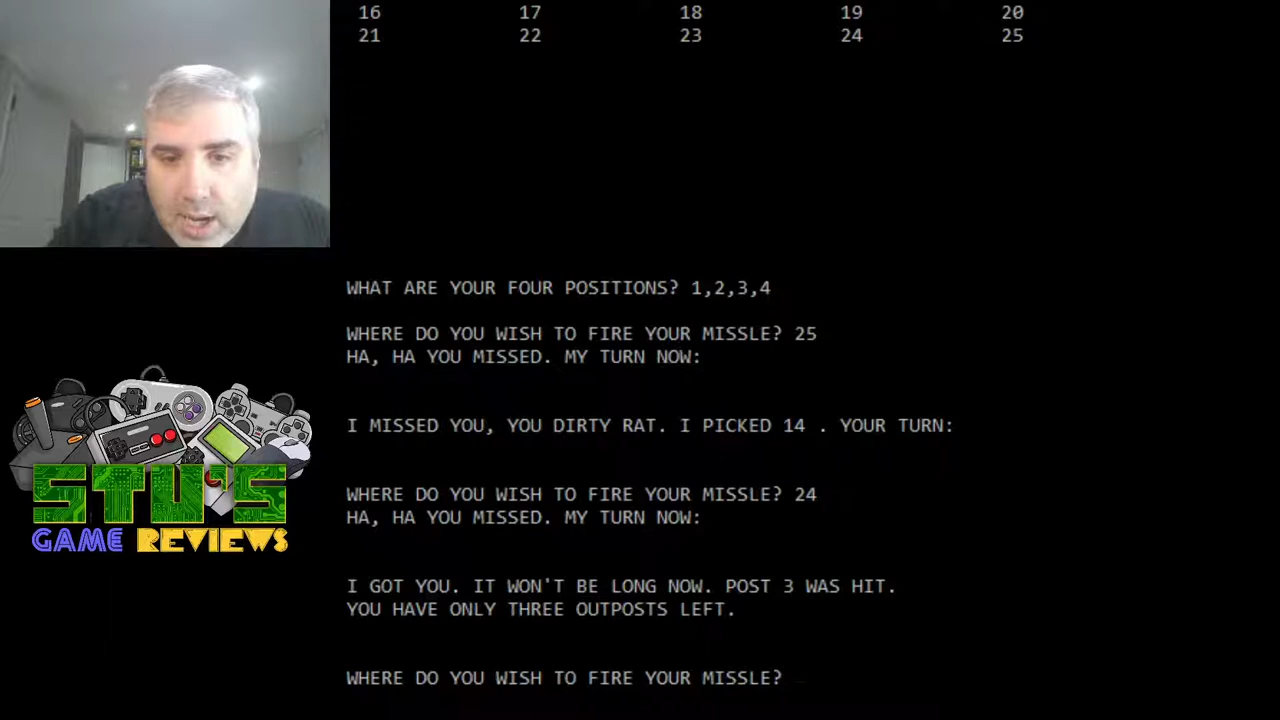 16 17 18 19 20
21 22 23 24 25
WHAT ARE YOUR FOUR POSITIONS? 1,2,3,4
WHERE DO YOU WISH TO FIRE YOUR MISSLE? 25
HA, HA YOU MISSED. MY TURN NOW:
I MISSED YOU, YOU DIRTY RAT. I PICKED 14 . YOUR TURN:
WHERE DO YOU WISH TO FIRE YOUR MISSLE? 24
HA, HA YOU MISSED. MY TURN NOW:
I GOT YOU. IT WON'T BE LONG NOW. POST 3 WAS HIT.
YOU HAVE ONLY THREE OUTPOSTS LEFT.
WHERE DO YOU WISH TO FIRE YOUR MISSLE?
STU'S
GAME REVIEWS